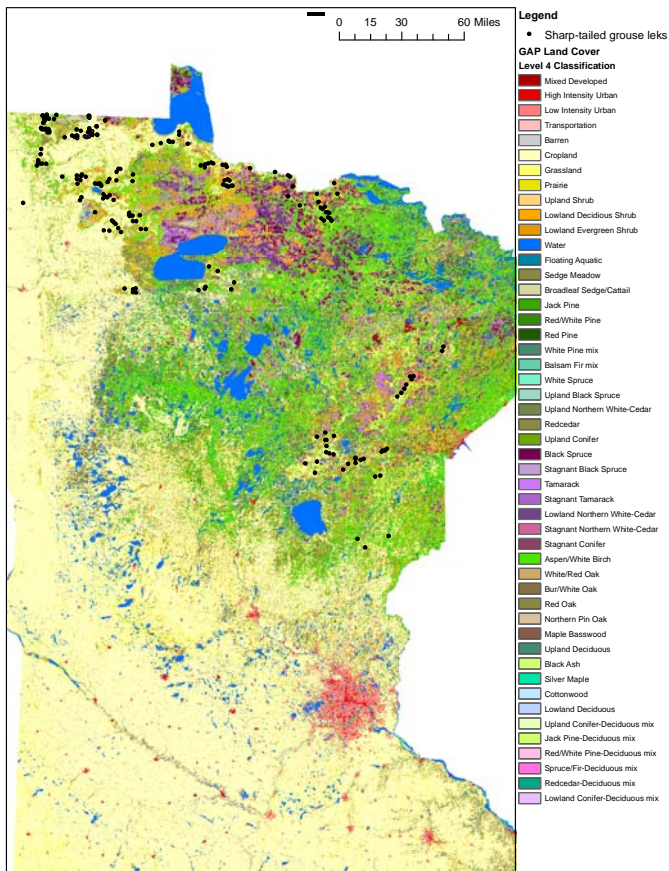 0 15 30 60 Miles
Legend
Sharp-tailed grouse leks
GAP Land Cover
Level 4 Classification
Mixed Developed
High Intensity Urban
Low Intensity Urban
Transportation
Barren
Cropland
Grassland
Prairie
Upland Shrub
Lowland Decidious Shrub
Lowland Evergreen Shrub
Water
Floating Aquatic
Sedge Meadow
Broadleaf Sedge/Cattail
Jack Pine
Red/White Pine
Red Pine
White Pine mix
Balsam Fir mix
White Spruce
Upland Black Spruce
Upland Northern White-Cedar
Redcedar
Upland Conifer
Black Spruce
Stagnant Black Spruce
Tamarack
Stagnant Tamarack
Lowland Northern White-Cedar
Stagnant Northern White-Cedar
Stagnant Conifer
Aspen/White Birch
White/Red Oak
Bur/White Oak
Red Oak
Northern Pin Oak
Maple Basswood
Upland Deciduous
Black Ash
Silver Maple
Cottonwood
Lowland Deciduous
Upland Conifer-Deciduous mix
Jack Pine-Deciduous mix
Red/White Pine-Deciduous mix
Spruce/Fir-Deciduous mix
Redcedar-Deciduous mix
Lowland Conifer-Deciduous mix